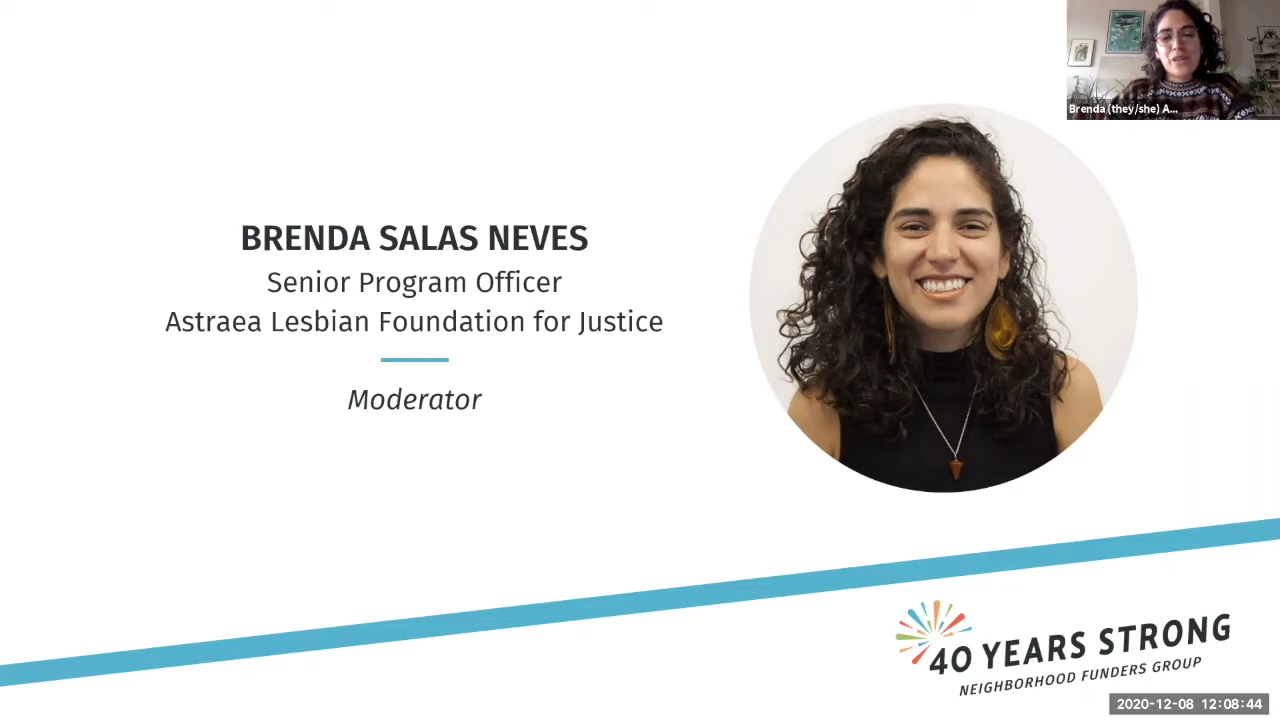 Brenda (they/she) A...
BRENDA SALAS NEVES
Senior Program Officer
Astraea Lesbian Foundation for Justice
Moderator
40 YEARS STRONG
NEIGHBORHOOD FUNDERS GROUP
2020-12-08 12:08:44